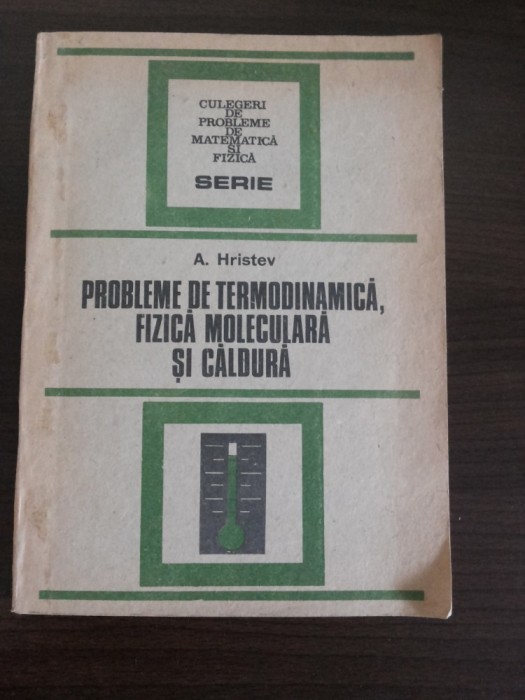 CULEGERI
DE
PROBLEME
DE
MATEMATICĂ
ȘI
FIZICĂ
SERIE
A. Hristev
PROBLEME DE TERMODINAMICĂ,
FIZICĂ MOLECULARĂ
ȘI CĂLDURĂ